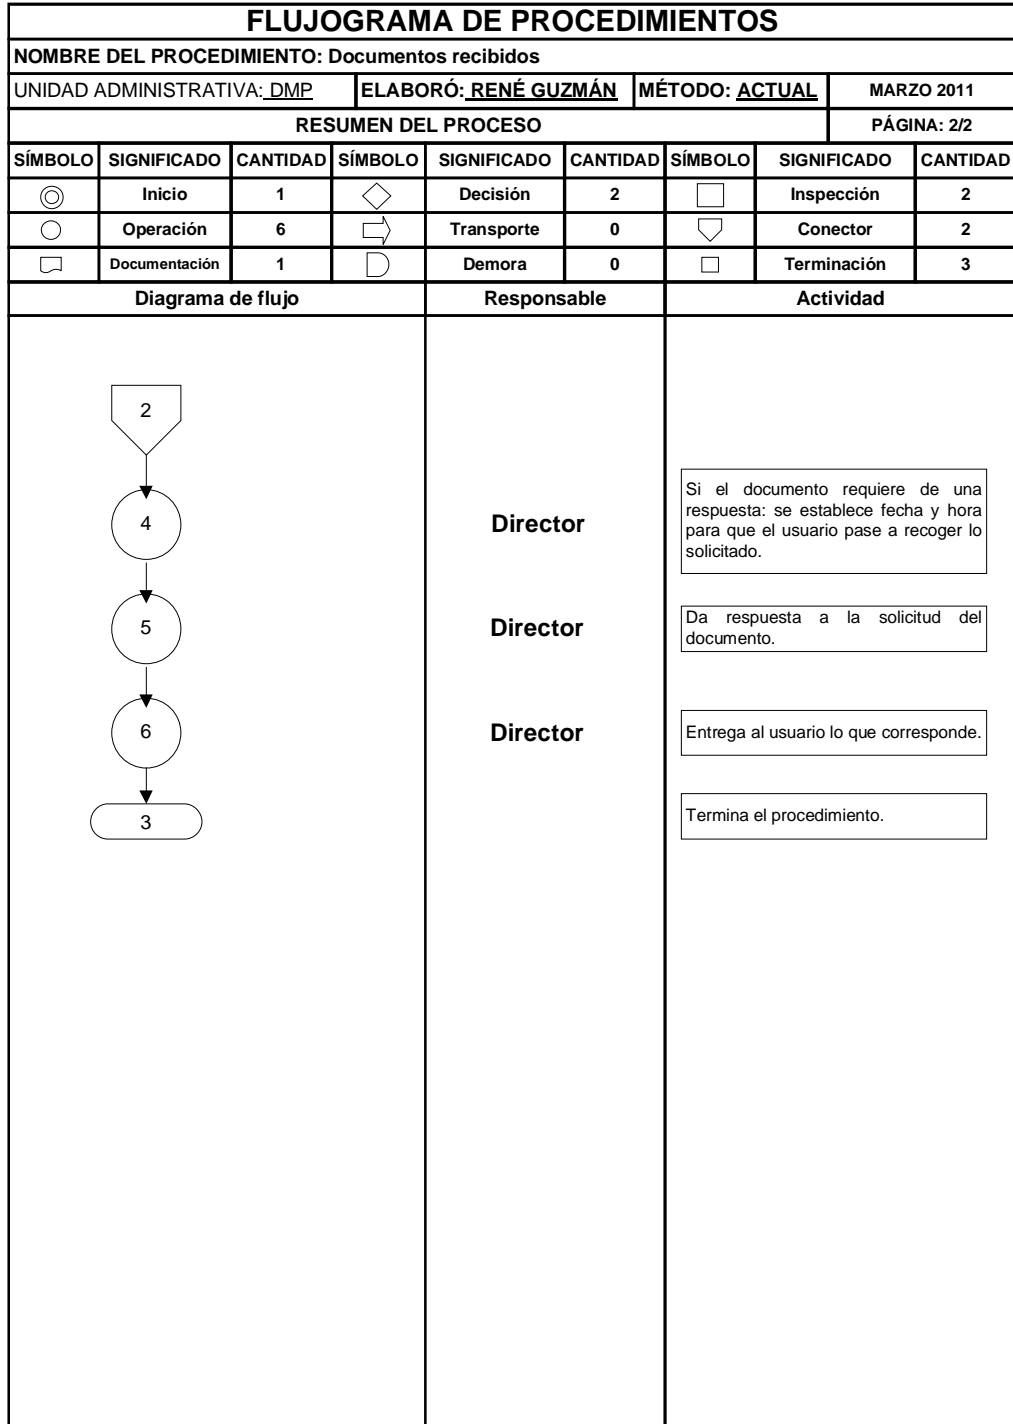 FLUJOGRAMA DE PROCEDIMIENTOS
NOMBRE DEL PROCEDIMIENTO: Documentos recibidos
UNIDAD ADMINISTRATIVA: DMP ELABORÓ: RENÉ GUZMÁN MÉTODO: ACTUAL MARZO 2011
RESUMEN DEL PROCESO PÁGINA: 2/2
SÍMBOLO SIGNIFICADO CANTIDAD SÍMBOLO SIGNIFICADO CANTIDAD SÍMBOLO SIGNIFICADO CANTIDAD
Inicio 1 Decisión 2 Inspección 2
Operación 6 Transporte 0 Conector 2
Documentación 1 Demora 0 Terminación 3
Diagrama de flujo Responsable Actividad
2
4
Director
Si el documento requiere de una
respuesta: se establece fecha y hora
para que el usuario pase a recoger lo
solicitado.
5
Director
Da respuesta a la solicitud del
documento.
6
Director
Entrega al usuario lo que corresponde.
3
Termina el procedimiento.